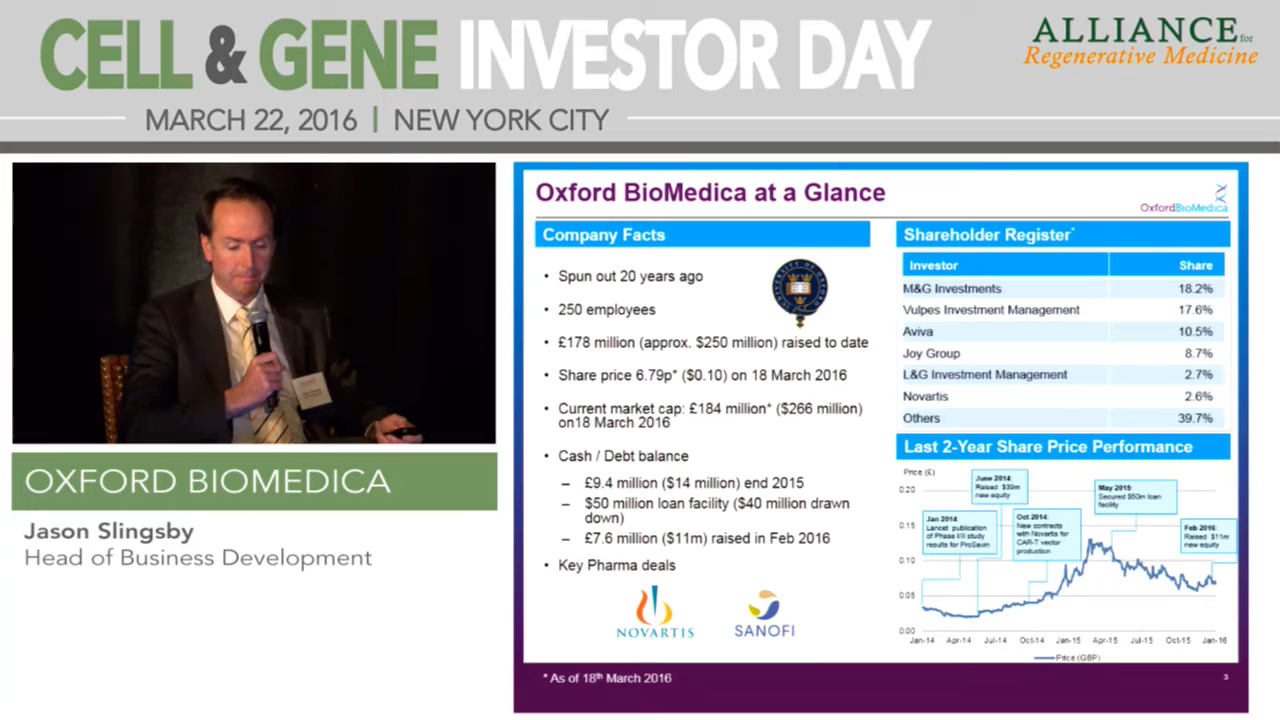 CELL & GENE INVESTOR DAY
MARCH 22, 2016 | NEW YORK CITY
ALLIANCE for
Regenerative Medicine
OXFORD BIOMEDICA
Jason Slingsby
Head of Business Development
Oxford BioMedica at a Glance
OxfordBioMedica
Company Facts
• Spun out 20 years ago
• 250 employees
• £178 million (approx. $250 million) raised to date
• Share price 6.79p* ($0.10) on 18 March 2016
• Current market cap: £184 million* ($266 million)
on18 March 2016
• Cash / Debt balance
– £9.4 million ($14 million) end 2015
– $50 million loan facility ($40 million drawn
down)
– £7.6 million ($11m) raised in Feb 2016
• Key Pharma deals
NOVARTIS
SANOFI
Shareholder Register*
Investor Share
M&G Investments 18.2%
Vulpes Investment Management 17.6%
Aviva 10.5%
Joy Group 8.7%
L&G Investment Management 2.7%
Novartis 2.6%
Others 39.7%
Last 2-Year Share Price Performance
Price (£)
0.20
0.15
0.10
0.05
0.00
Jan 2014:
Lancet publication
of Phase I/II study
results for ProSavin
June 2014:
Raised $39m
new equity
Oct 2014:
New contracts
with Novartis for
CAR-T vector
production
May 2015:
Secured $50m loan
facility
Feb 2016:
Raised $11m
new equity
Jan-14 Apr-14 Jul-14 Oct-14 Jan-15 Apr-15 Jul-15 Oct-15 Jan-16
Price (GBP)
* As of 18th March 2016
3